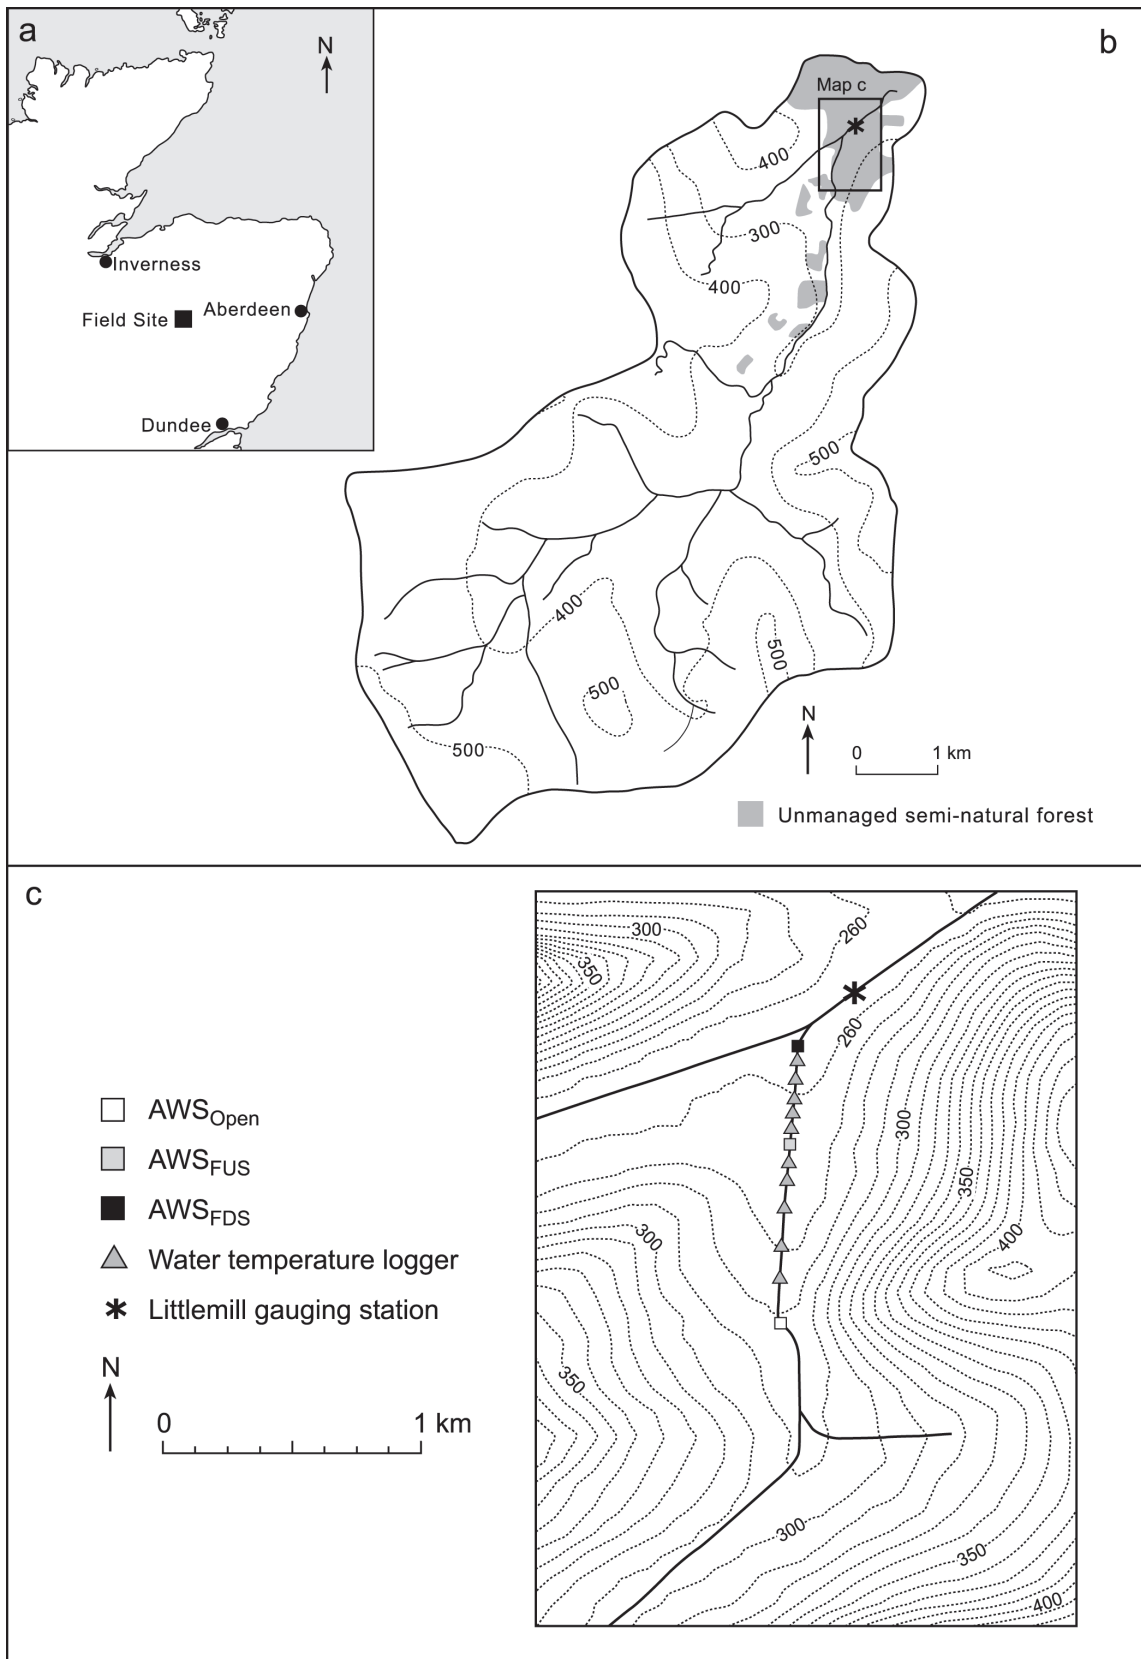 a
N
Inverness
Field Site
Aberdeen
Dundee
b
Map c
400
300
400
500
400
500
500
500
N
0 1 km
Unmanaged semi-natural forest
c
AWSOpen
AWSFUS
AWSFDS
Water temperature logger
Littlemill gauging station
N
0 1 km
300
260
350
260
300
350
300
400
350
300
350
400